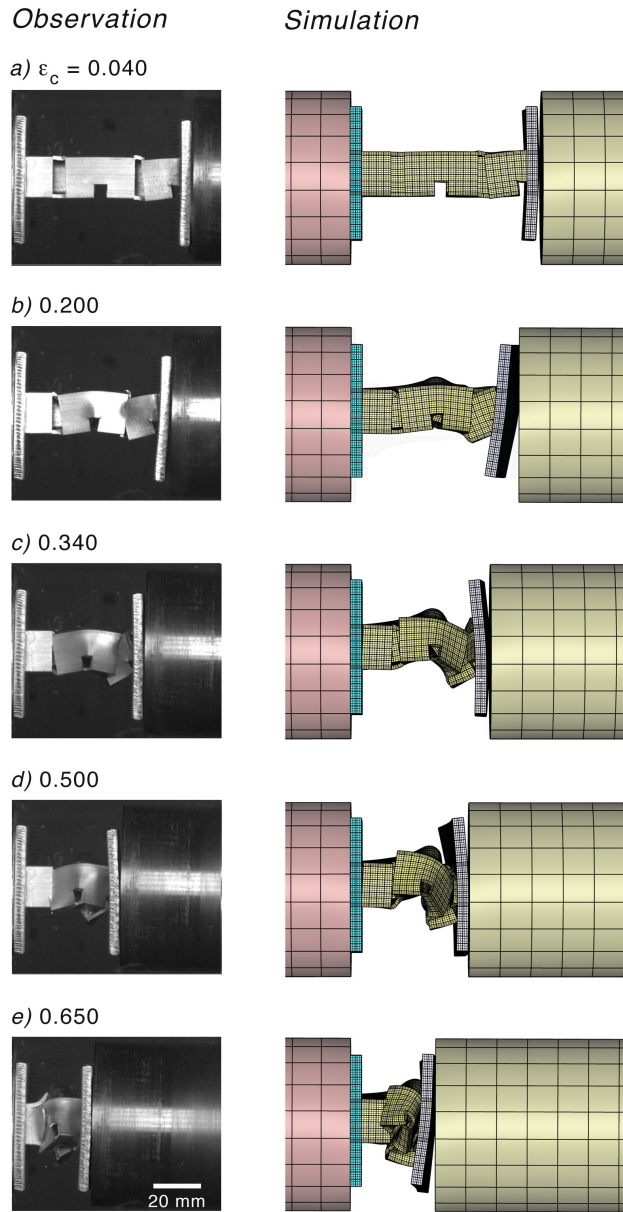 Observation Simulation
a) εc = 0.040
b) 0.200
c) 0.340
d) 0.500
e) 0.650
20 mm